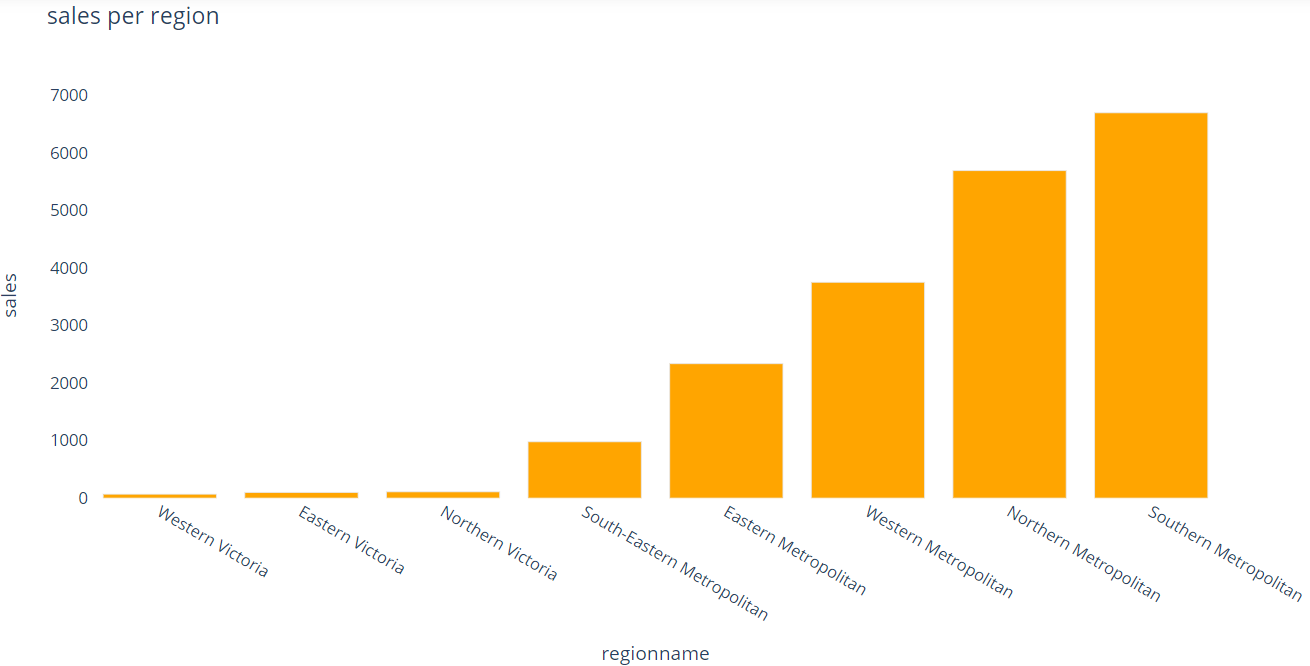 sales per region
7000
6000
5000
4000
3000
2000
1000
0
sales
Western Victoria
Eastern Victoria
Northern Victoria
South-Eastern Metropolitan
Eastern Metropolitan
Western Metropolitan
Northern Metropolitan
Southern Metropolitan
regionname